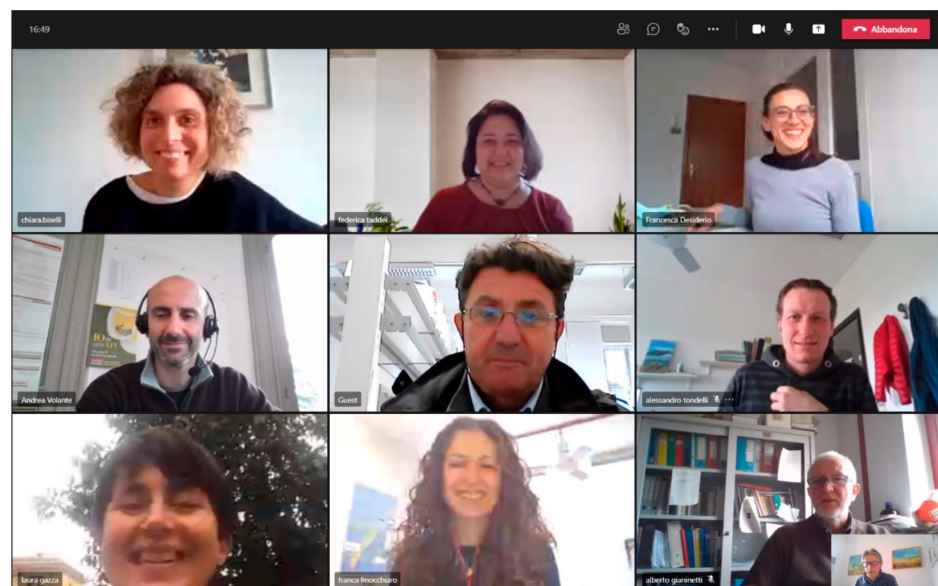 16:49
Abbandona
chiara.biselli
federica taddei
Francesca Desiderio
Andrea Volante
Guest
alessandro tondelli
laura gazza
franca finocchiaro
alberto gianinetti